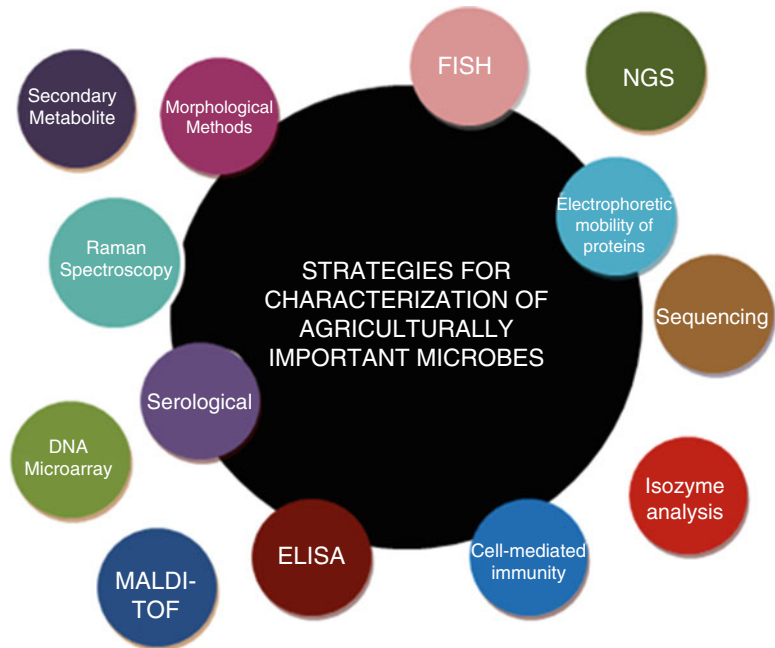 FISH
NGS
Secondary
Metabolite
Morphological
Methods
Electrophoretic
mobility of
proteins
Raman
Spectroscopy
STRATEGIES FOR
CHARACTERIZATION OF
AGRICULTURALLY
IMPORTANT MICROBES
Sequencing
Serological
DNA
Microarray
Isozyme
analysis
ELISA
Cell-mediated
immunity
MALDI-
TOF